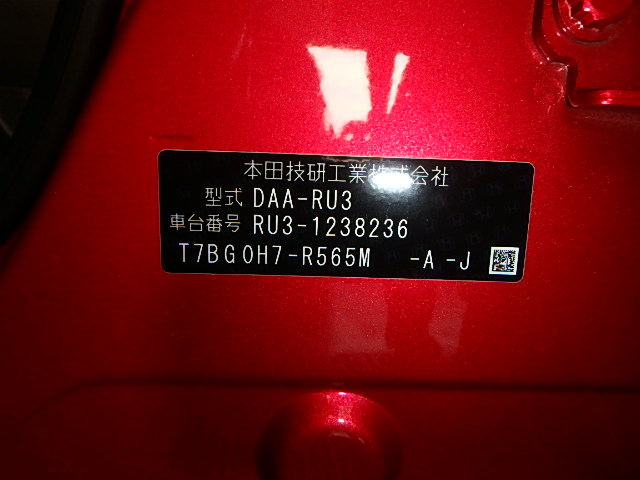 本田技研工業株式会社
型式 DAA-RU3
車台番号 RU3-1238236
T7BG0H7-R565M -A -J